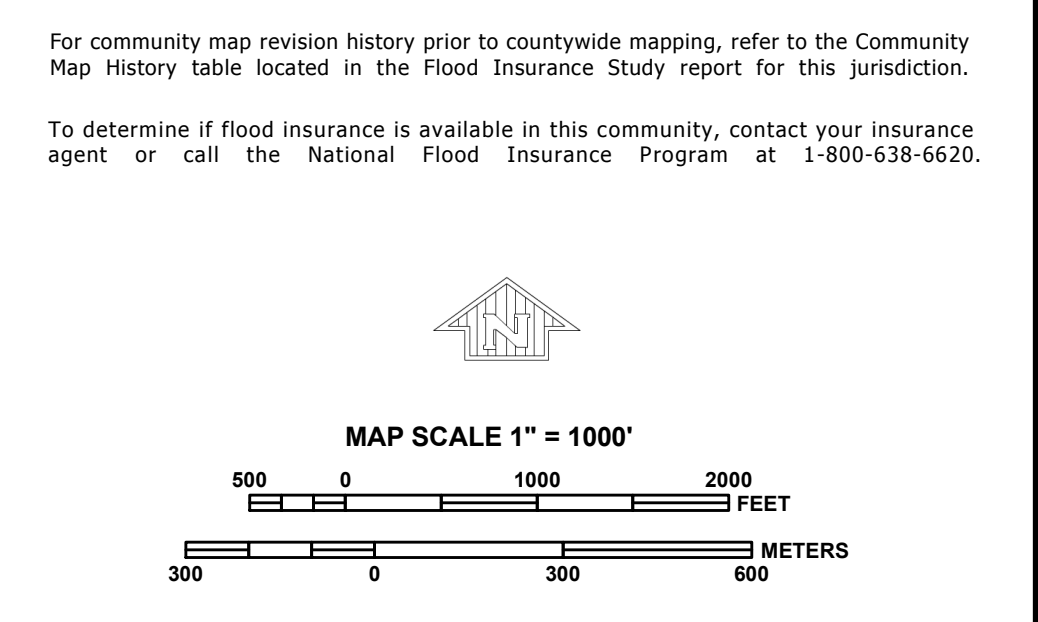 For community map revision history prior to countywide mapping, refer to the Community
Map History table located in the Flood Insurance Study report for this jurisdiction.
To determine if flood insurance is available in this community, contact your insurance
agent or call the National Flood Insurance Program at 1-800-638-6620.
N
MAP SCALE 1" = 1000'
500 0 1000 2000
FEET
METERS
300 0 300 600